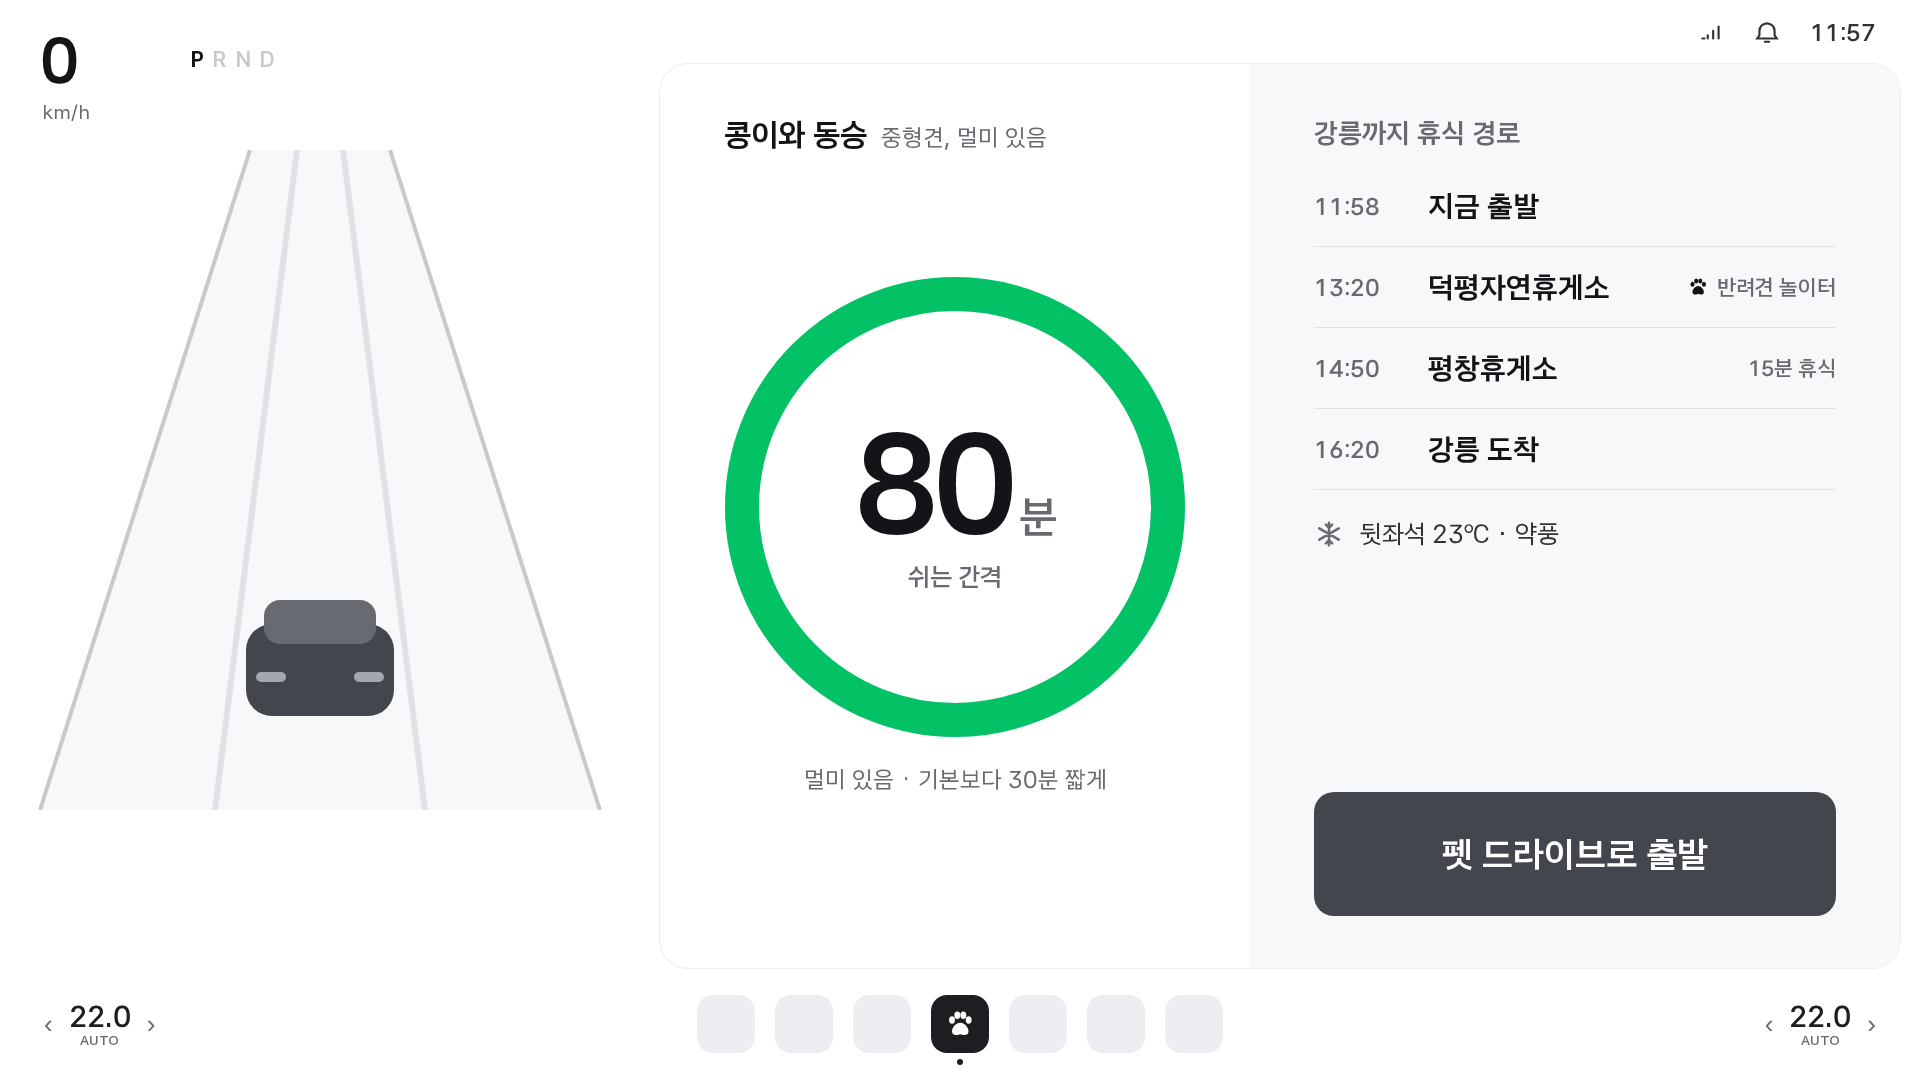 0
P R N D
km/h
11:57
콩이와 동승 중형견, 멀미 있음
80분
쉬는 간격
멀미 있음 · 기본보다 30분 짧게
강릉까지 휴식 경로
11:58 지금 출발
13:20 덕평자연휴게소 반려견 놀이터
14:50 평창휴게소 15분 휴식
16:20 강릉 도착
뒷좌석 23℃ · 약풍
펫 드라이브로 출발
‹ 22.0 ›
AUTO
‹ 22.0 ›
AUTO